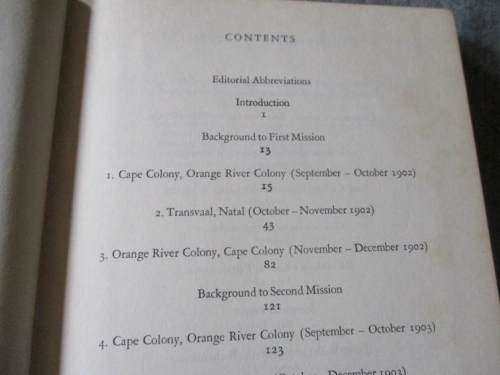 CONTENTS
Editorial Abbreviations
Introduction
1
Background to First Mission
13
1. Cape Colony, Orange River Colony (September – October 1902)
15
2. Transvaal, Natal (October – November 1902)
43
3. Orange River Colony, Cape Colony (November – December 1902)
82
Background to Second Mission
121
4. Cape Colony, Orange River Colony (September – October 1903)
123
December 1903)